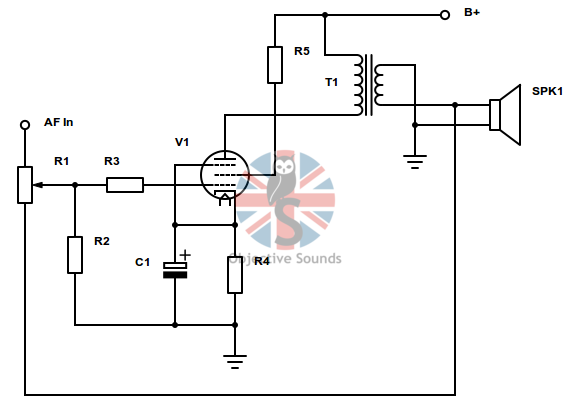 B+
R5
T1
SPK1
AF In
V1
R1
R3
R2
C1
R4
Objective Sounds
S